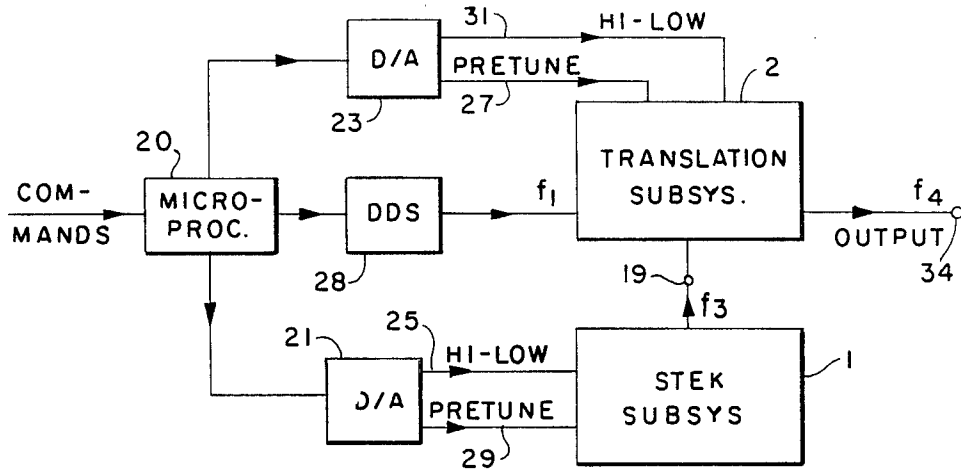 31
HI-LOW
D/A
PRETUNE
2
23
27
20
COM-
MANDS
MICRO-
PROC.
DDS
f1
TRANSLATION
SUBSYS.
f4
OUTPUT
28
19
34
f3
21
25
HI-LOW
1
D/A
PRETUNE
STEK
SUBSYS
29